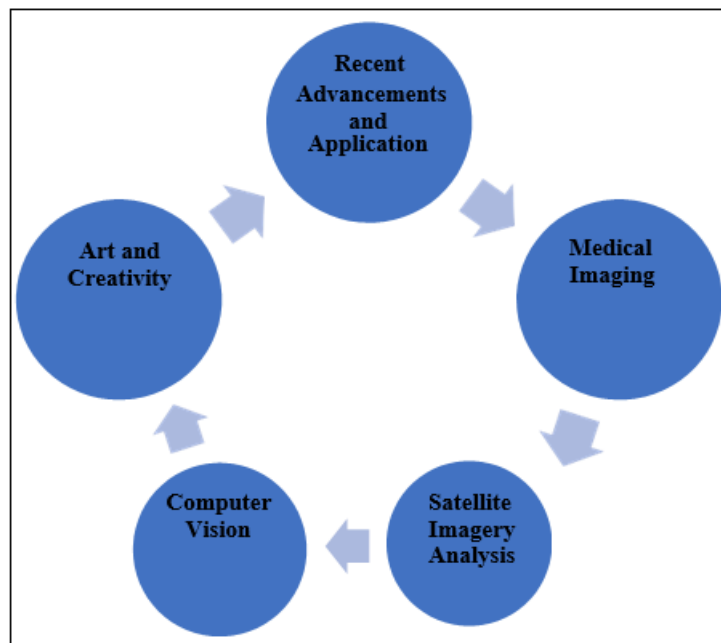 Recent
Advancements
and
Application
Medical
Imaging
Satellite
Imagery
Analysis
Computer
Vision
Art and
Creativity